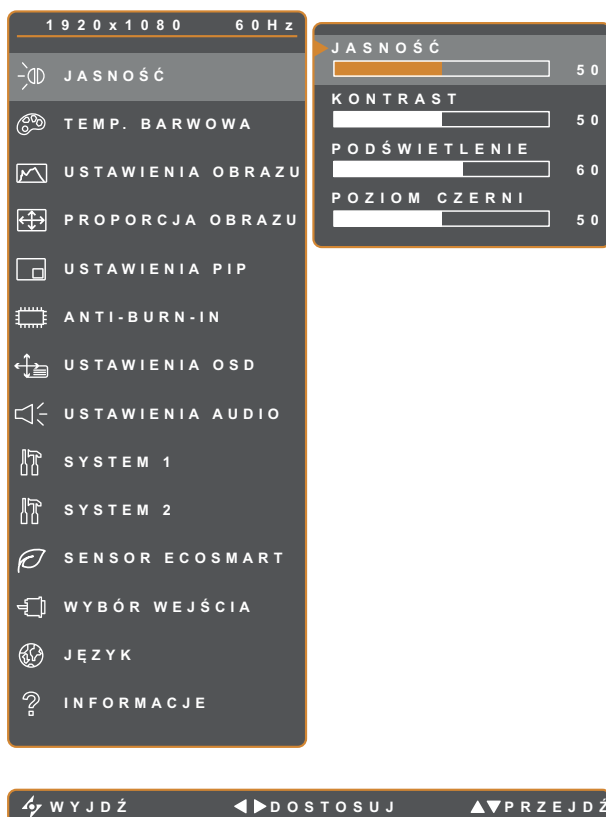 1920x1080 60Hz
JASNOŚĆ
TEMP. BARWOWA
USTAWIENIA OBRAZU
PROPORCJA OBRAZU
USTAWIENIA PIP
ANTI-BURN-IN
USTAWIENIA OSD
USTAWIENIA AUDIO
SYSTEM 1
SYSTEM 2
SENSOR ECOSMART
WYBÓR WEJŚCIA
JĘZYK
INFORMACJE
JASNOŚĆ
50
KONTRAST
50
PODŚWIETLENIE
60
POZIOM CZERNI
50
WYJDŹ DOSTOSUJ PRZEJDŹ